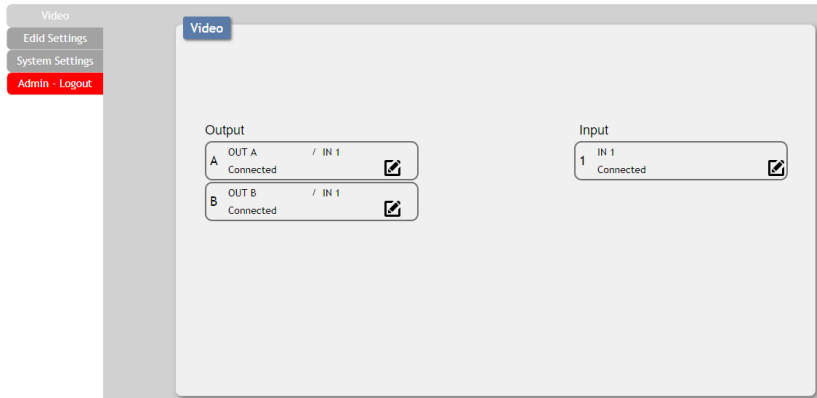 Video
Edid Settings
System Settings
Admin - Logout
Video
Output
A
OUT A / IN 1
Connected
B
OUT B / IN 1
Connected
Input
1
IN 1
Connected